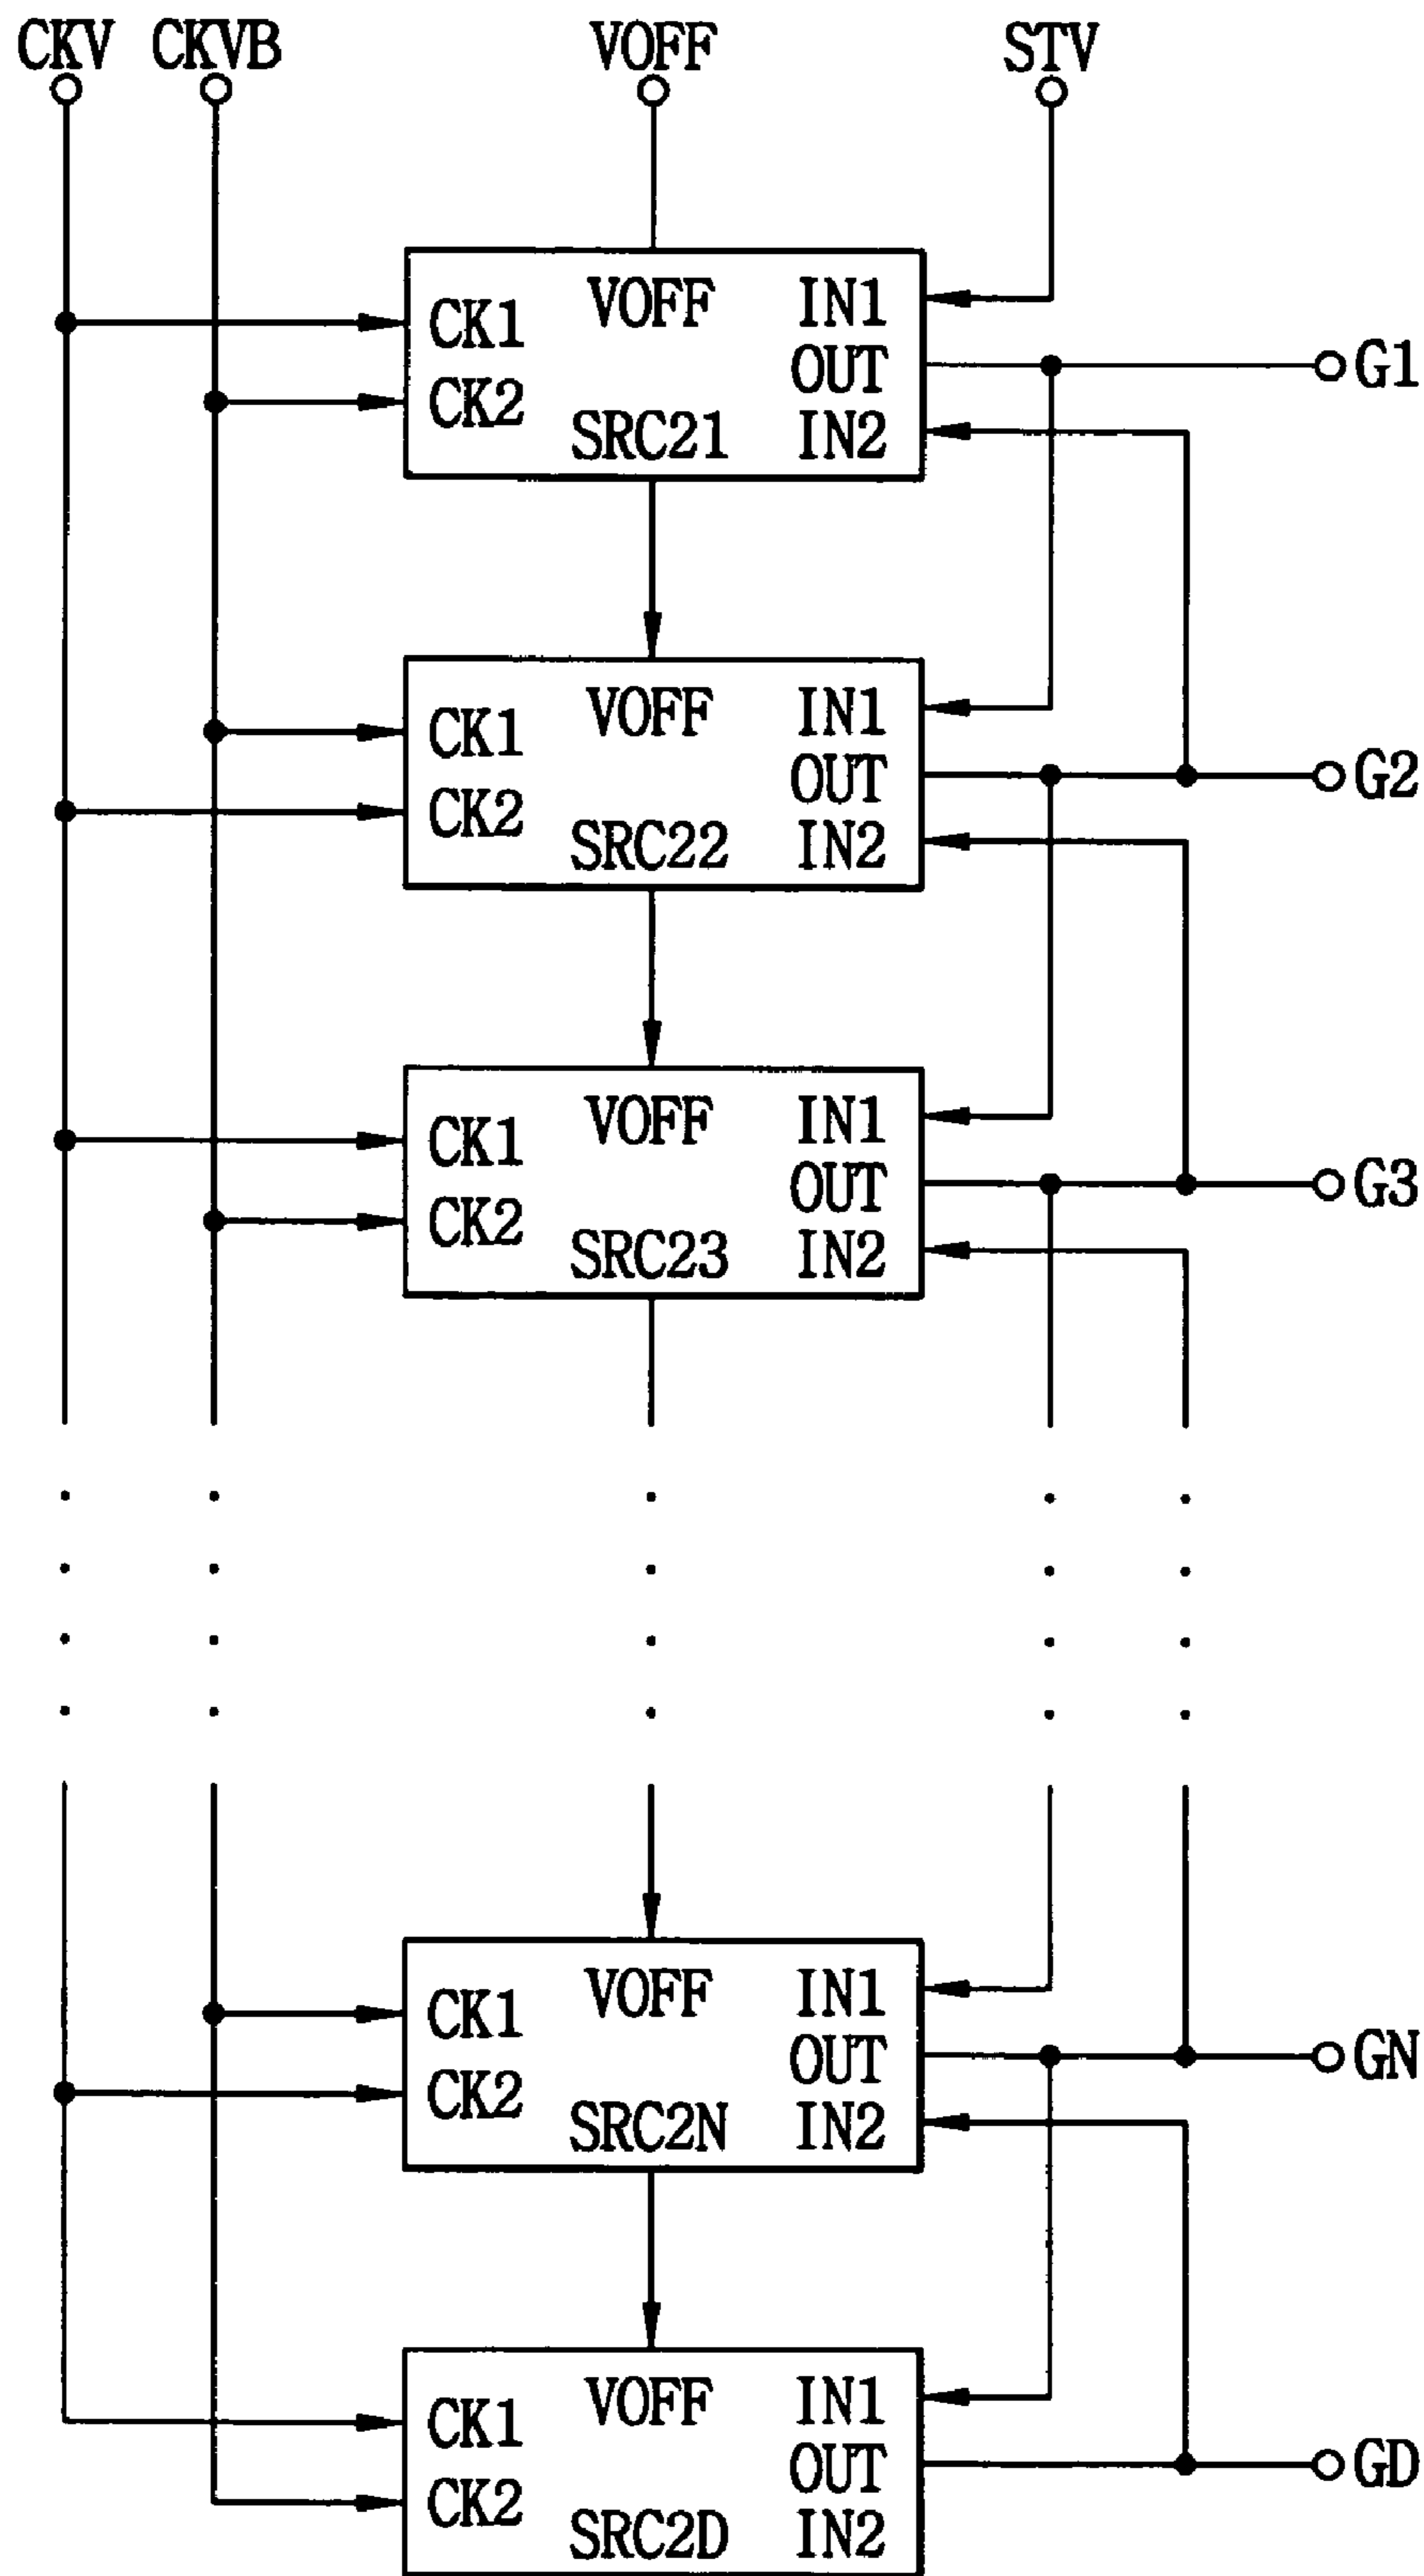 CKV CKVB VOFF STV
VOFF IN1
CK1
OUT G1
CK2
SRC21 IN2
VOFF IN1
CK1
OUT G2
CK2
SRC22 IN2
VOFF IN1
CK1
OUT G3
CK2
SRC23 IN2
VOFF IN1
CK1
OUT GN
CK2
SRC2N IN2
VOFF IN1
CK1
OUT GD
CK2
SRC2D IN2